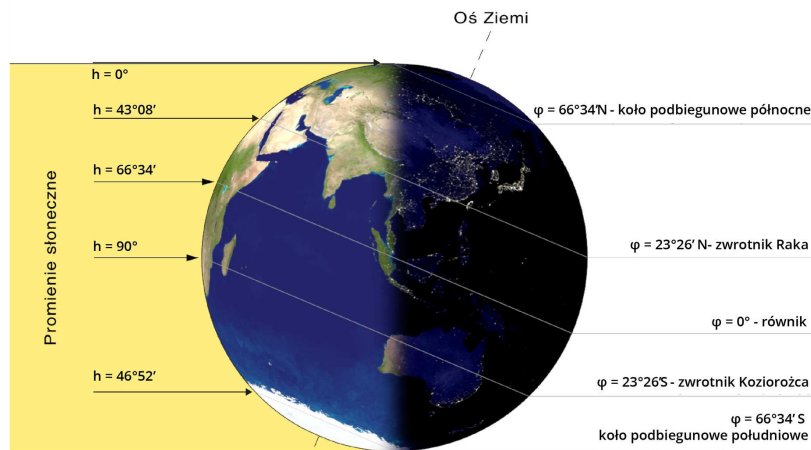 Oś Ziemi
h = 0°
h = 43°08’
φ = 66°34’N - koło podbiegunowe północne
h = 66°34’
Promienie słoneczne
h = 90°
φ = 23°26’ N- zwrotnik Raka
φ = 0° - równik
h = 46°52’
φ = 23°26’S - zwrotnik Koziorożca
φ = 66°34’ S
koło podbiegunowe południowe